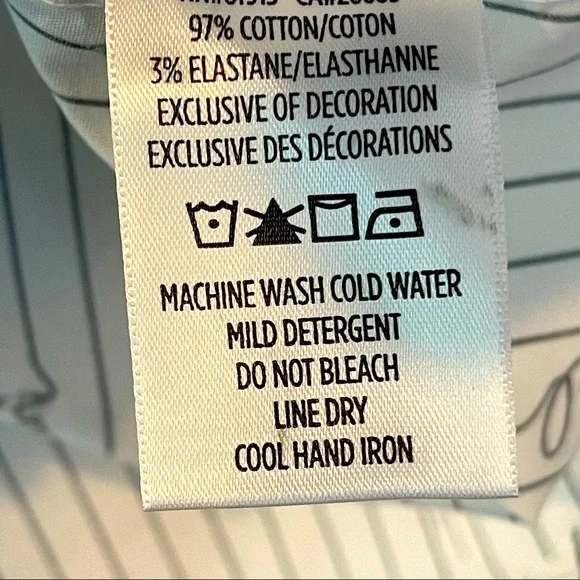 97% COTTON/COTON
3% ELASTANE/ELASTHANNE
EXCLUSIVE OF DECORATION
EXCLUSIVE DES DÉCORATIONS
MACHINE WASH COLD WATER
MILD DETERGENT
DO NOT BLEACH
LINE DRY
COOL HAND IRON